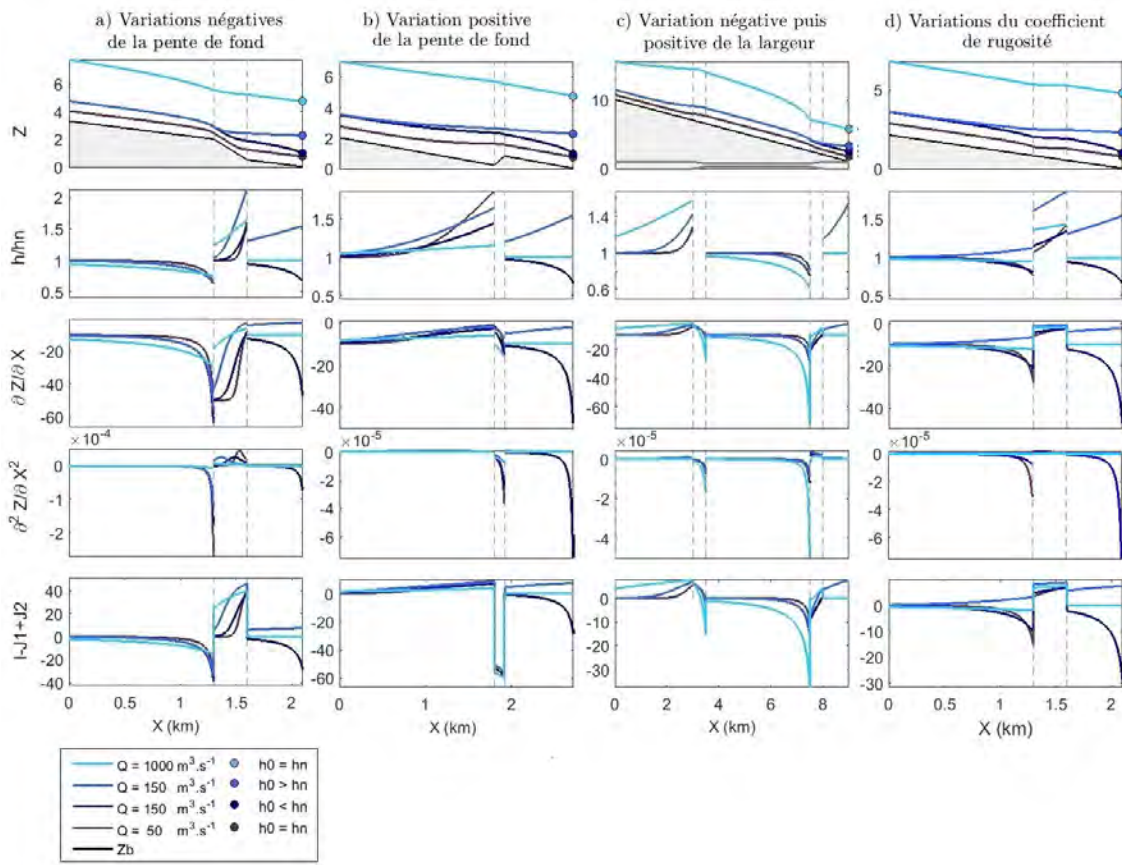 a) Variations négatives
de la pente de fond
b) Variation positive
de la pente de fond
c) Variation négative puis
positive de la largeur
d) Variations du coefficient
de rugosité
Z
6
4
2
0
6
4
2
0
10
0
5
0
h/hn
2
1.5
1
0.5
1.5
1
0.5
1.4
1
0.6
1.5
1
0.5
∂ Z/∂ X
-20
-40
-60
0
-20
-40
0
-20
-40
-60
0
-20
-40
×10⁻⁴
×10⁻⁵
×10⁻⁵
×10⁻⁵
∂² Z/∂ X²
0
-1
-2
0
-2
-4
-6
0
-2
-4
0
-2
-4
-6
I-J1+J2
40
20
0
-20
-40
0
-20
-40
-60
0
-10
-20
-30
0
-10
-20
-30
0 0.5 1 1.5 2
0 1 2
0 2 4 6 8
0 0.5 1 1.5 2
X (km)
X (km)
X (km)
X (km)
Q = 1000 m³.s⁻¹ h0 = hn
Q = 150 m³.s⁻¹ h0 > hn
Q = 150 m³.s⁻¹ h0 < hn
Q = 50 m³.s⁻¹ h0 = hn
Zb